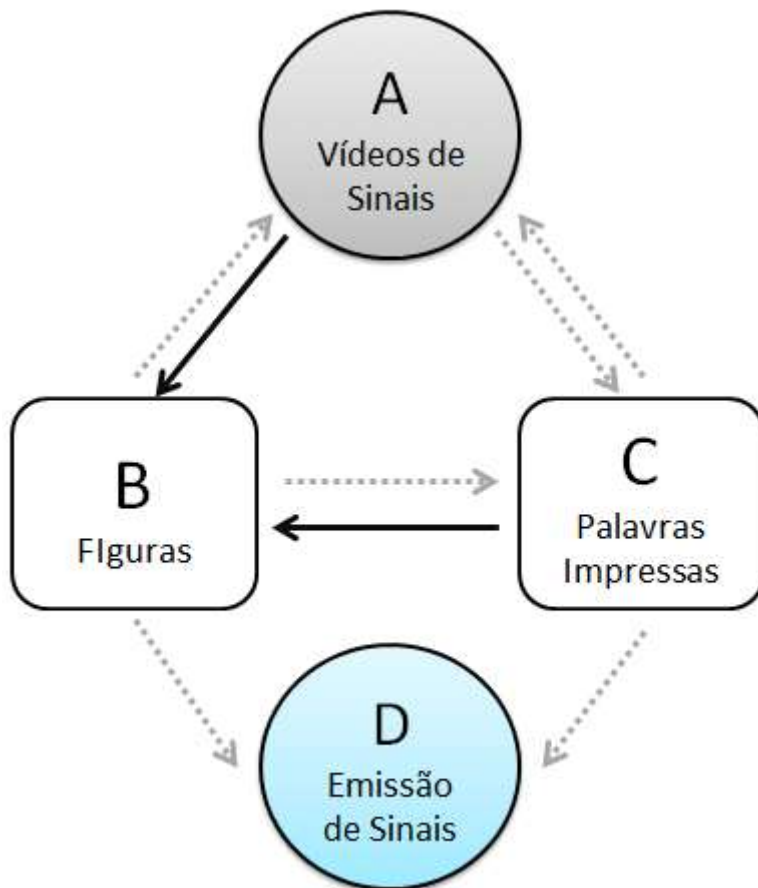 A
Vídeos de
Sinais
B
FIguras
C
Palavras
Impressas
D
Emissão
de Sinais